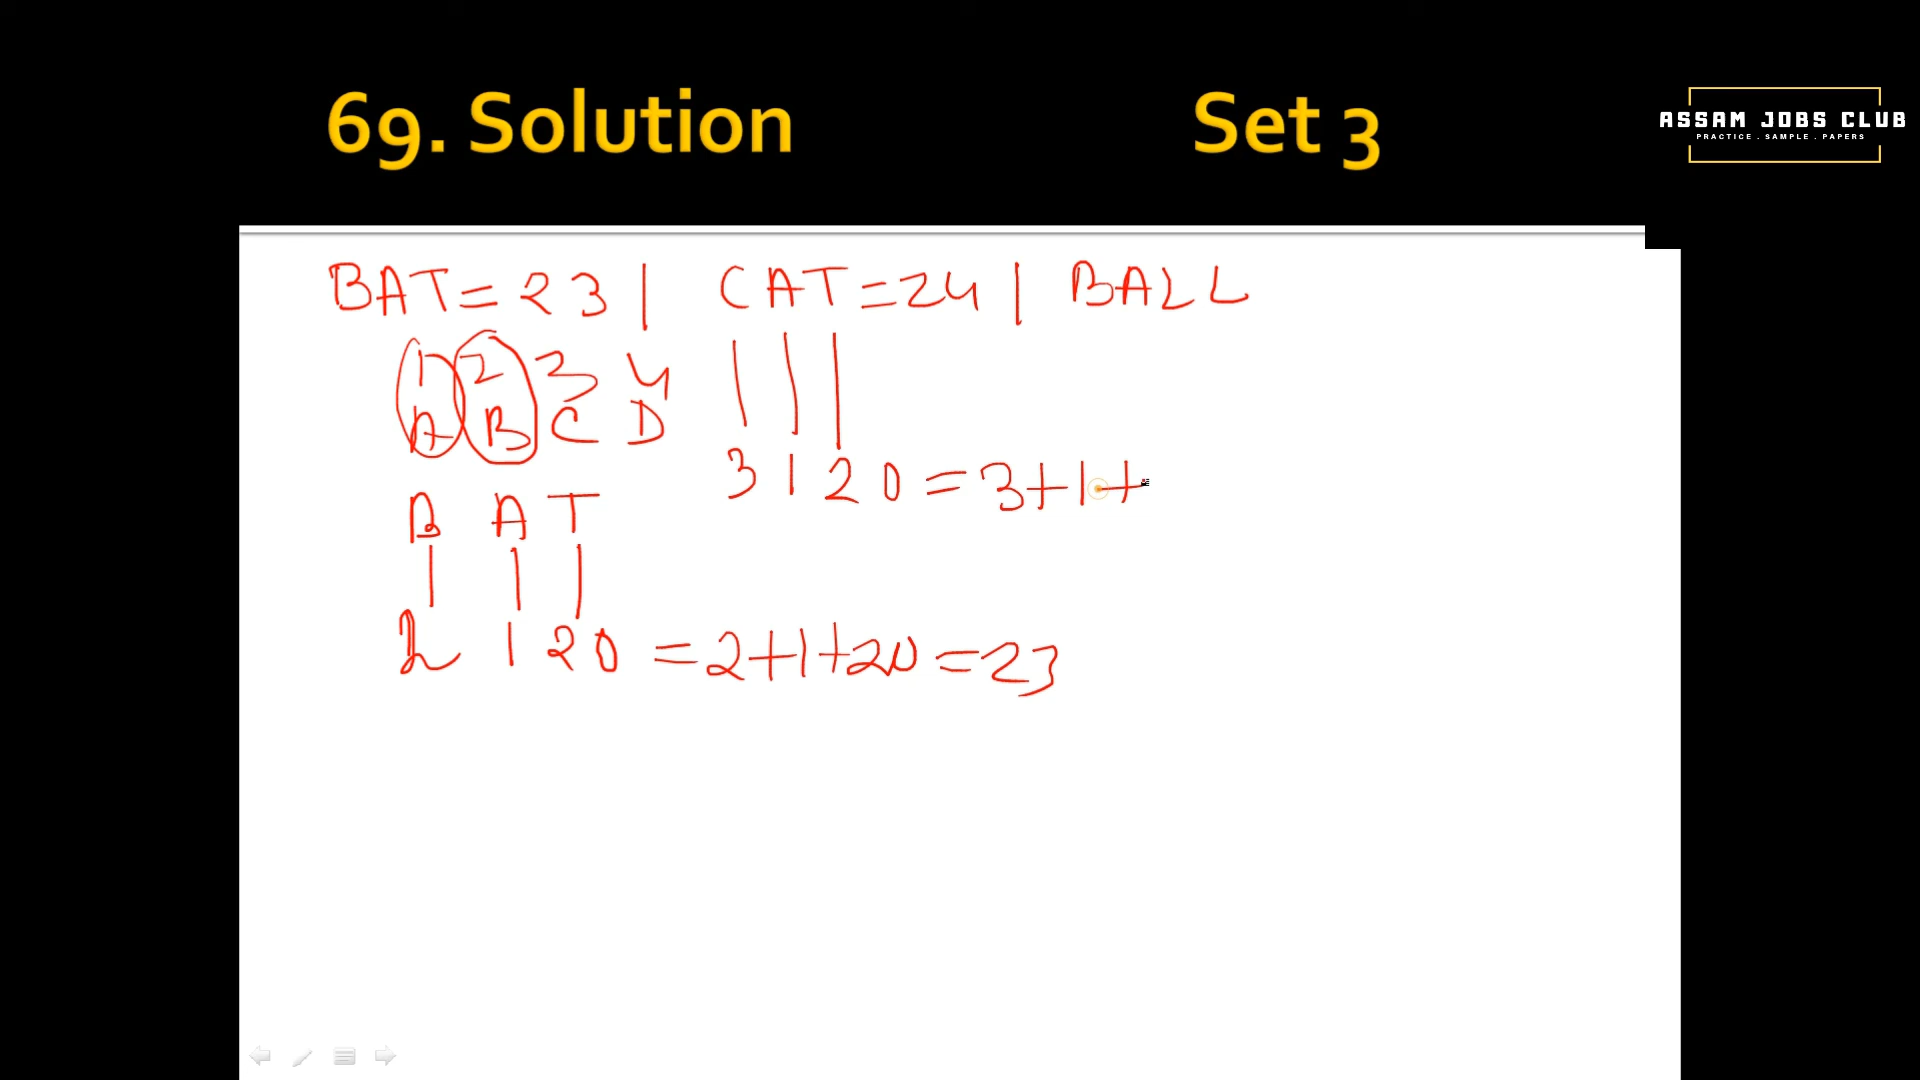 69. Solution
Set 3
ASSAM JOBS CLUB
PRACTICE . SAMPLE . PAPERS
BAT=23 | CAT=24 | BALL
1 2 3 4
A B C D
3 1 20 = 3+1+
B A T
2 1 20 = 2+1+20 = 23